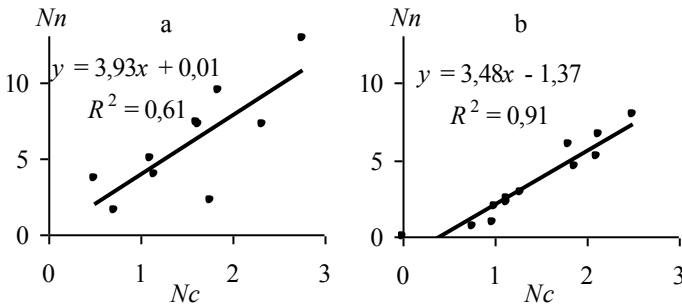 Nn a
y = 3,93x + 0,01
R² = 0,61
10
5
0
0 1 2 3
Nc
Nn b
y = 3,48x - 1,37
R² = 0,91
10
5
0
0 1 2 3
Nc